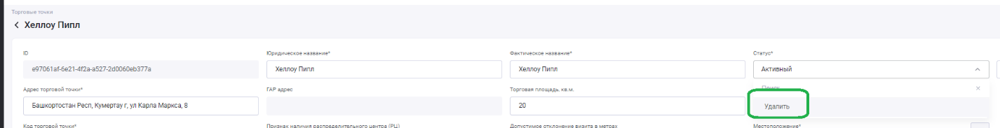 Торговые точки
Хеллоу Пипл
ID
Юридическое название*
Фактическое название*
Статус*
e97061af-6e21-4f2a-a527-2d0060eb377a
Хеллоу Пипл
Хеллоу Пипл
Активный
Адрес торговой точки*
ГАР адрес
Торговая площадь, кв.м.
Поиск
Башкортостан Респ, Кумертау г, ул Карла Маркса, 8
20
Удалить
Код торговой точки*
Признак наличия распределительного центра (РЦ)
Допустимое отклонение визита в метрах
Местоположение*